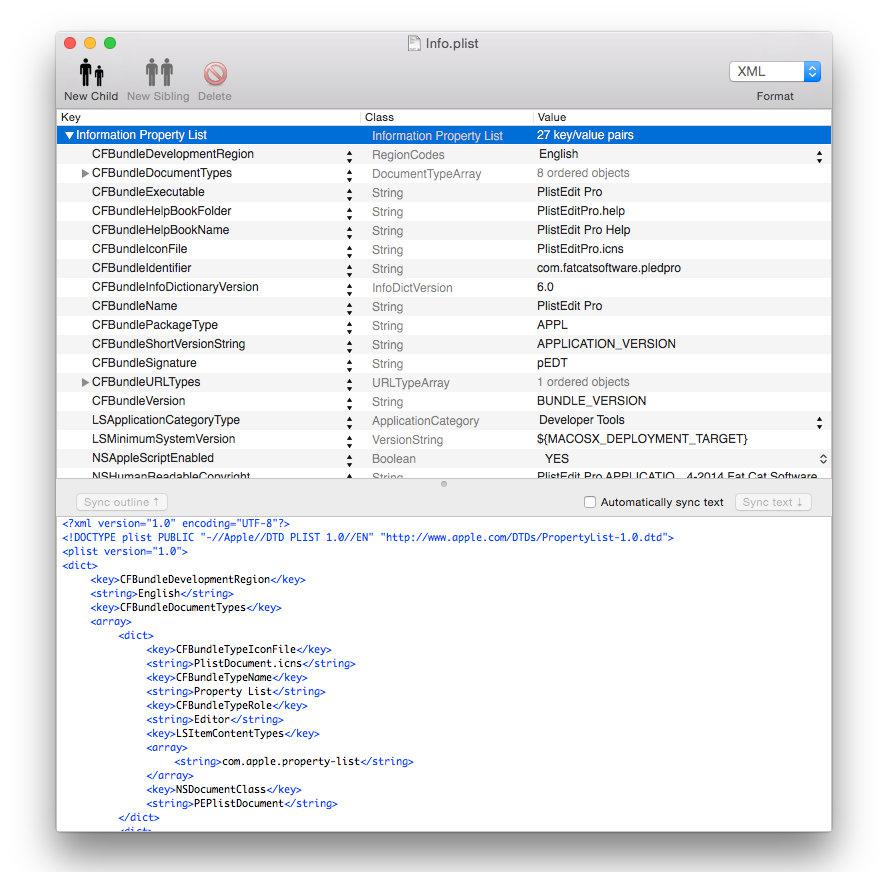 Info.plist
New Child New Sibling Delete XML Format
Key Class Value
Information Property List Information Property List 27 key/value pairs
CFBundleDevelopmentRegion RegionCodes English
CFBundleDocumentTypes DocumentTypeArray 8 ordered objects
CFBundleExecutable String PlistEdit Pro
CFBundleHelpBookFolder String PlistEditPro.help
CFBundleHelpBookName String PlistEdit Pro Help
CFBundleIconFile String PlistEditPro.icns
CFBundleIdentifier String com.fatcatsoftware.pledpro
CFBundleInfoDictionaryVersion InfoDictVersion 6.0
CFBundleName String PlistEdit Pro
CFBundlePackageType String APPL
CFBundleShortVersionString String APPLICATION_VERSION
CFBundleSignature String pEDT
CFBundleURLTypes URLTypeArray 1 ordered objects
CFBundleVersion String BUNDLE_VERSION
LSApplicationCategoryType ApplicationCategory Developer Tools
LSMinimumSystemVersion VersionString ${MACOSX_DEPLOYMENT_TARGET}
NSAppleScriptEnabled Boolean YES
NSHumanReadableCopyright String PlistEdit Pro APPLICATIO...4-2014 Fat Cat Software
Sync outline ↑ Automatically sync text Sync text ↓
<?xml version="1.0" encoding="UTF-8"?>
<!DOCTYPE plist PUBLIC "-//Apple//DTD PLIST 1.0//EN" "http://www.apple.com/DTDs/PropertyList-1.0.dtd">
<plist version="1.0">
<dict>
<key>CFBundleDevelopmentRegion</key>
<string>English</string>
<key>CFBundleDocumentTypes</key>
<array>
<dict>
<key>CFBundleTypeIconFile</key>
<string>PlistDocument.icns</string>
<key>CFBundleTypeName</key>
<string>Property List</string>
<key>CFBundleTypeRole</key>
<string>Editor</string>
<key>LSItemContentTypes</key>
<array>
<string>com.apple.property-list</string>
</array>
<key>NSDocumentClass</key>
<string>PEPlistDocument</string>
</dict>
<dict>